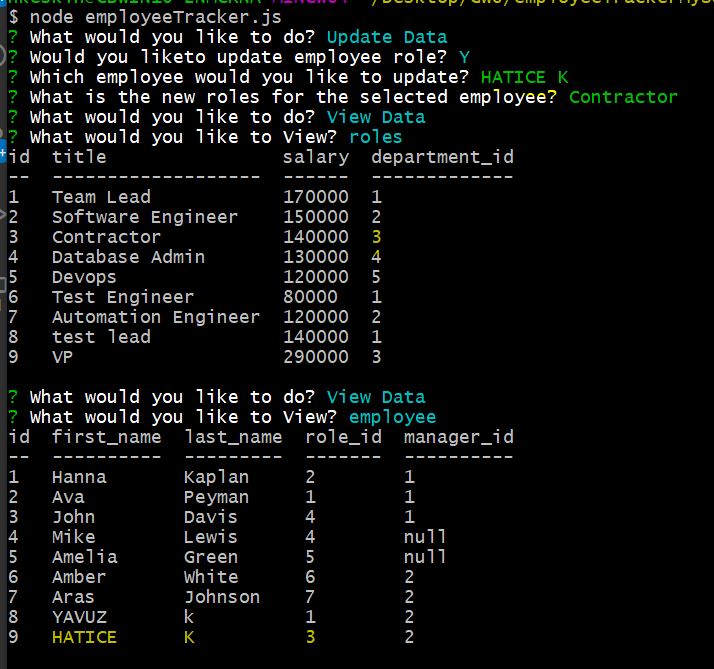 $ node employeeTracker.js
? What would you like to do? Update Data
? Would you liketo update employee role? Y
? Which employee would you like to update? HATICE K
? What is the new roles for the selected employee? Contractor
? What would you like to do? View Data
? What would you like to View? roles
id  title                salary  department_id
--  -------------------  ------  -------------
1   Team Lead            170000  1
2   Software Engineer    150000  2
3   Contractor           140000  3
4   Database Admin       130000  4
5   Devops               120000  5
6   Test Engineer        80000   1
7   Automation Engineer  120000  2
8   test lead            140000  1
9   VP                   290000  3
? What would you like to do? View Data
? What would you like to View? employee
id  first_name  last_name  role_id  manager_id
--  ----------  ---------  -------  ----------
1   Hanna       Kaplan     2        1
2   Ava         Peyman     1        1
3   John        Davis      4        1
4   Mike        Lewis      4        null
5   Amelia      Green      5        null
6   Amber       White      6        2
7   Aras        Johnson    7        2
8   YAVUZ       k          1        2
9   HATICE      K          3        2